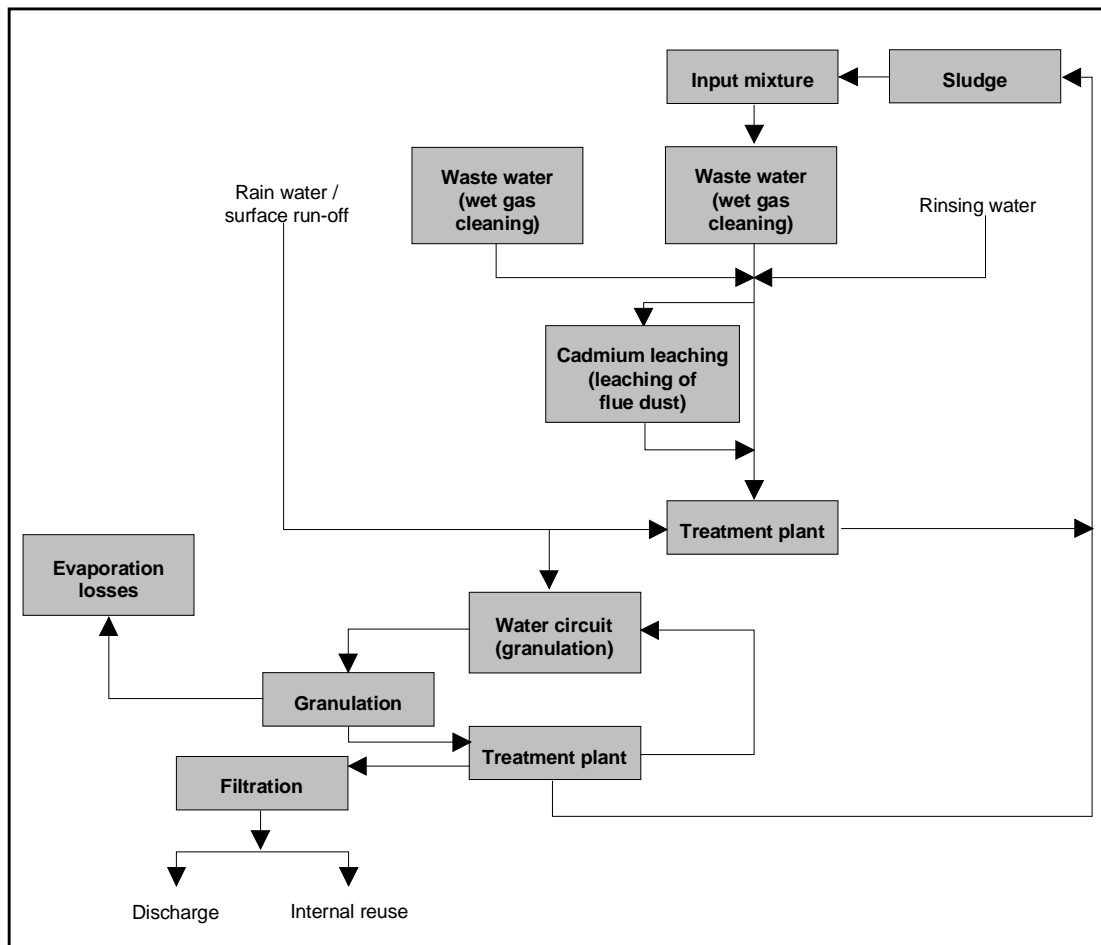 Input mixture
Sludge
Waste water
(wet gas
cleaning)
Waste water
(wet gas
cleaning)
Rain water /
surface run-off
Rinsing water
Cadmium leaching
(leaching of
flue dust)
Treatment plant
Evaporation
losses
Water circuit
(granulation)
Granulation
Treatment plant
Filtration
Discharge
Internal reuse